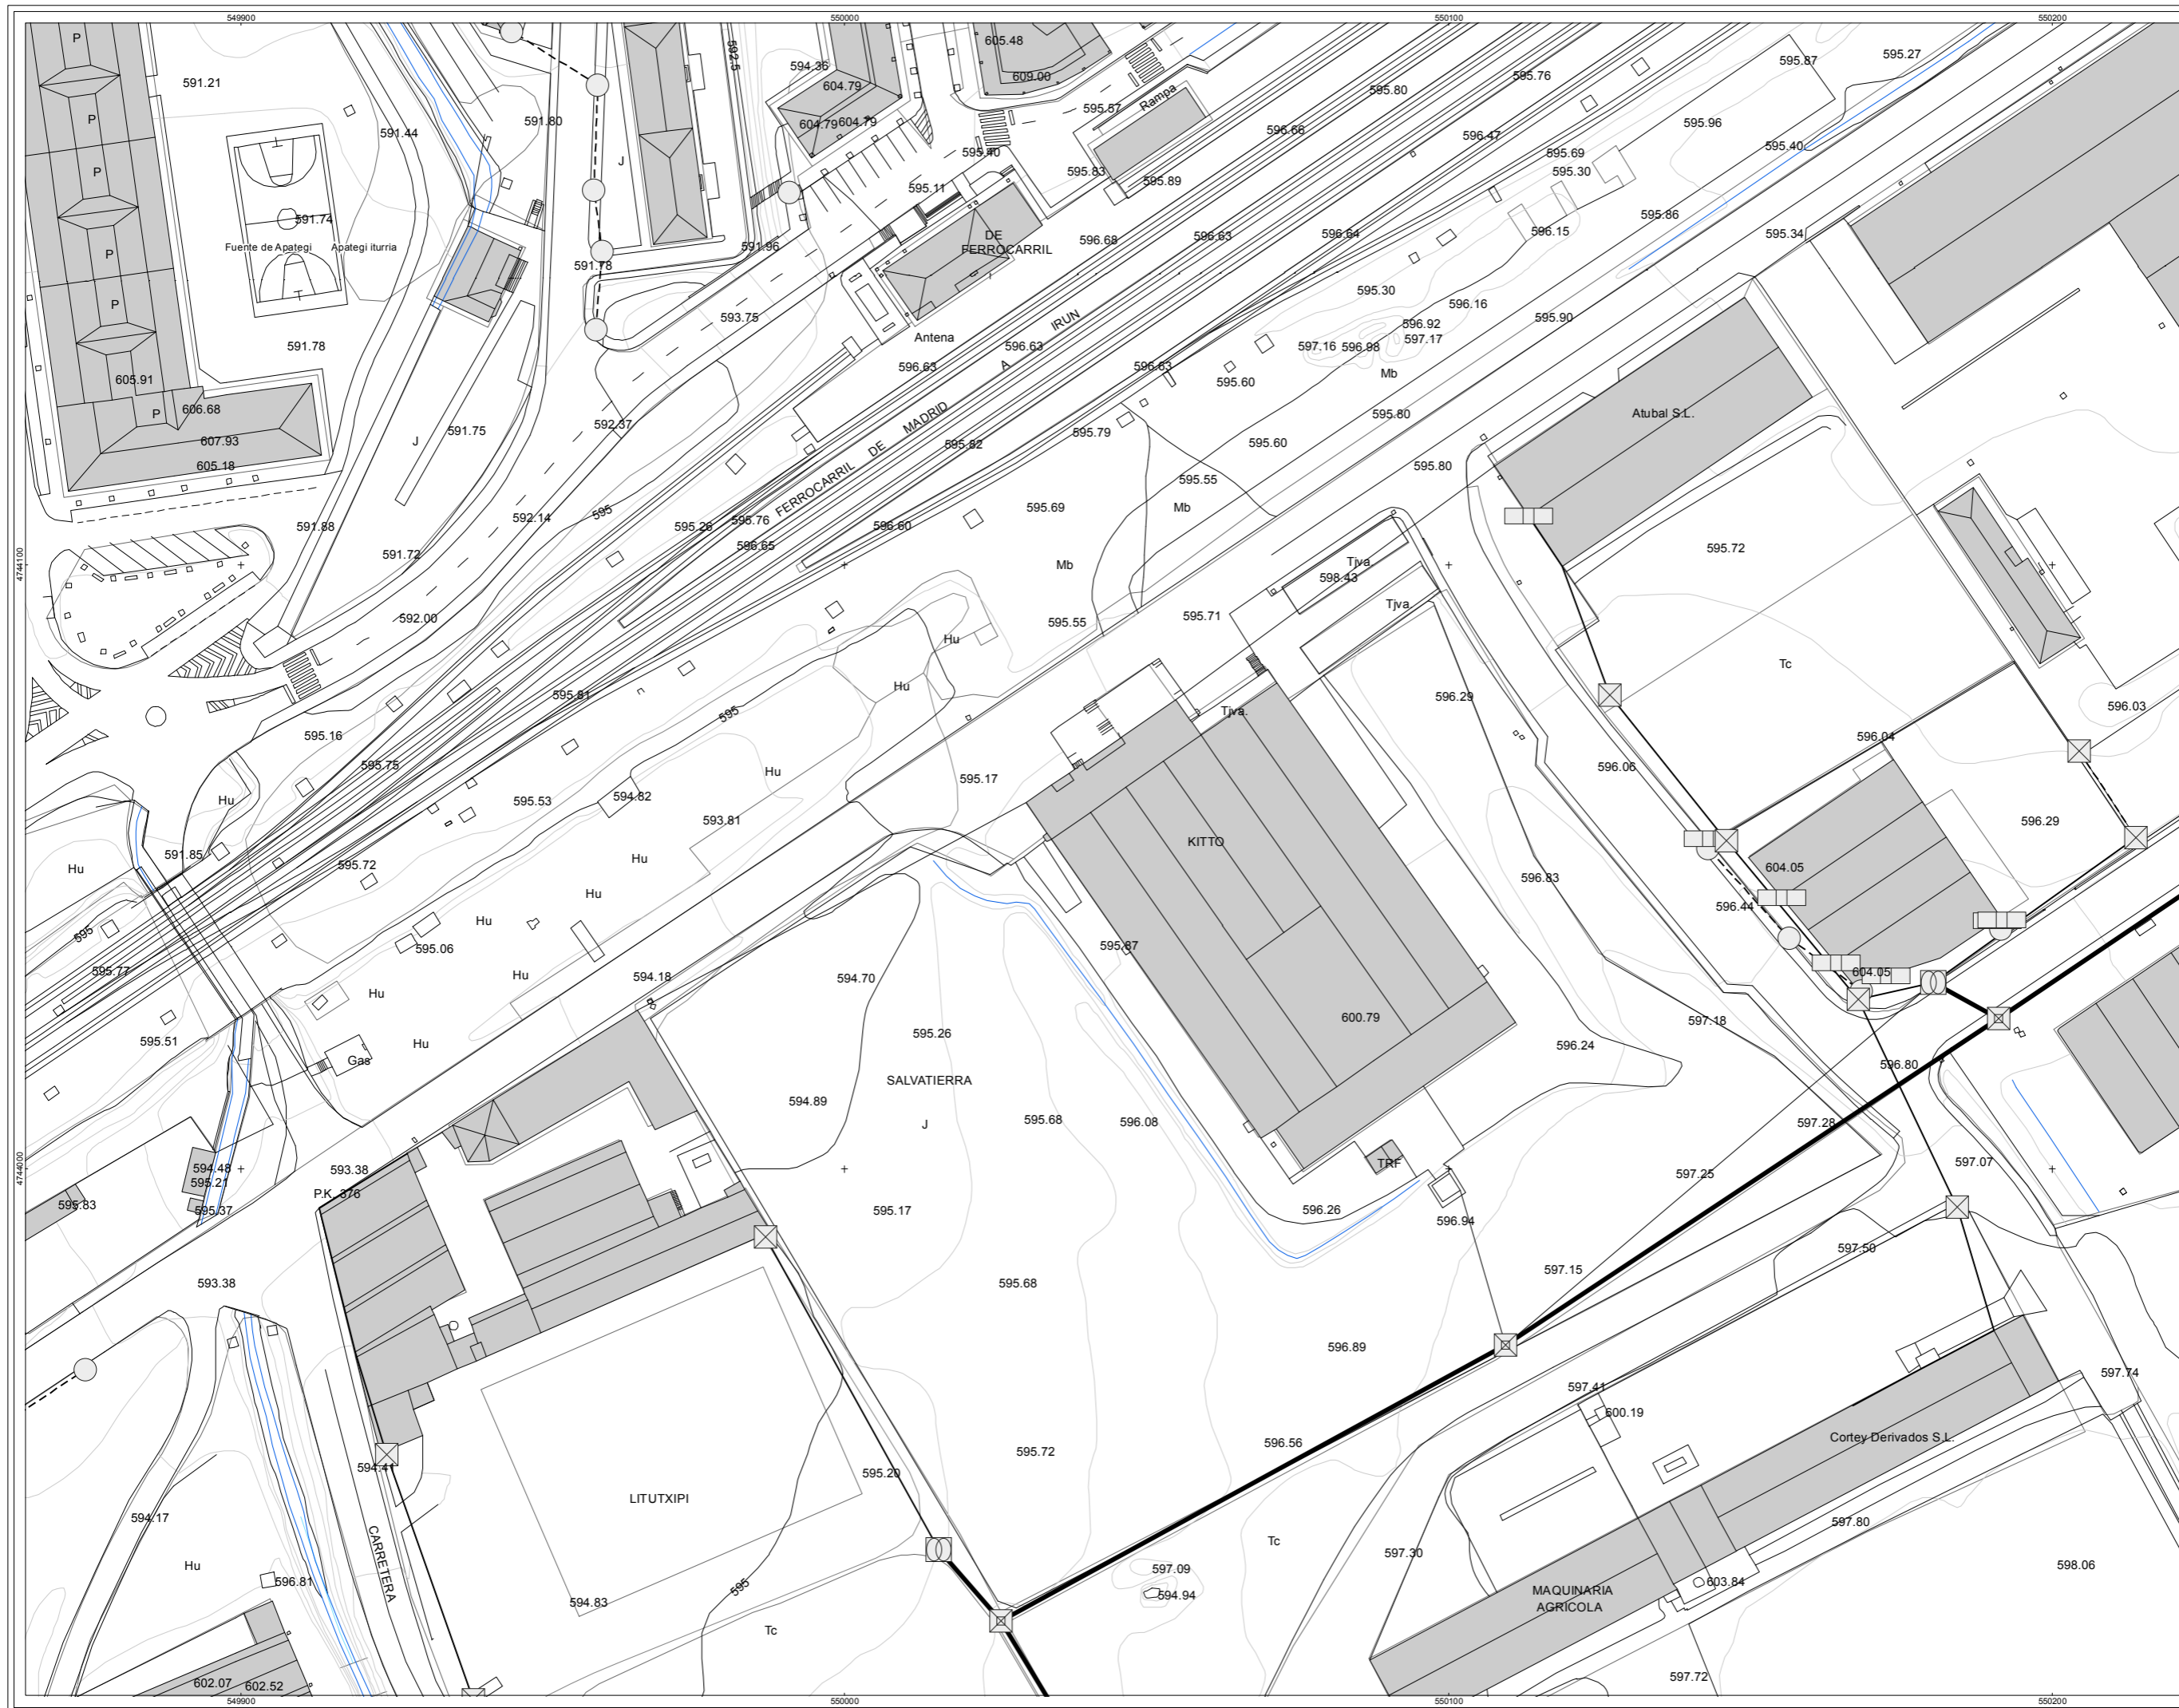 549900
550000
550100
550200
P
605.48
595.27
592.5
594.36
595.87
591.21
604.79
609.00
595.76
595.80
595.57
Rampa
P
591.44
591.80
604.79
604.79
596.66
596.47
595.96
J
595.40
595.69
595.40
P
595.83
595.89
595.30
595.11
591.74
595.86
Fuente de Apategi
Apategi iturria
591.96
DE
FERROCARRIL
596.68
596.63
596.64
596.15
595.34
P
591.78
595.30
P
593.75
596.16
595.90
IRUN
596.92
591.78
Antena
596.63
597.16
596.98
597.17
596.63
A
596.63
Mb
605.91
595.60
P
606.68
MADRID
595.80
Atubal S.L.
592.37
591.75
595.79
J
607.93
DE
595.82
595.60
605.18
595.80
595.55
FERROCARRIL
595.69
Mb
595
592.14
595.26
595.76
591.88
596.60
596.65
595.72
591.72
Mb
Tjva.
4744100
598.43
Tjva.
592.00
595.71
595.55
Hu
Tc
Hu
595.81
596.29
596.03
595
Tjva.
595.16
596.04
595.75
596.06
Hu
595.17
594.82
Hu
595.53
593.81
596.29
KITTO
591.85
Hu
595.72
Hu
604.05
596.83
Hu
596.44
Hu
595
595.06
595.87
595.77
Hu
594.18
594.70
604.05
Hu
600.79
597.18
595.26
595.51
Hu
596.24
Gas
596.80
SALVATIERRA
594.89
595.68
596.08
J
597.28
4744000
594.48
593.38
TRF
597.07
597.25
595.21
P.K. 376
595.83
595.37
595.17
596.26
596.94
597.50
597.15
593.38
595.68
596.89
597.74
597.41
600.19
Cortey Derivados S.L.
596.56
595.72
594.41
595.20
LITUTXIPI
594.17
597.80
CARRETERA
Tc
597.30
Hu
597.09
598.06
596.81
595
603.84
MAQUINARIA
AGRICOLA
594.94
594.83
Tc
597.72
602.07
602.52
549900
550000
550100
550200